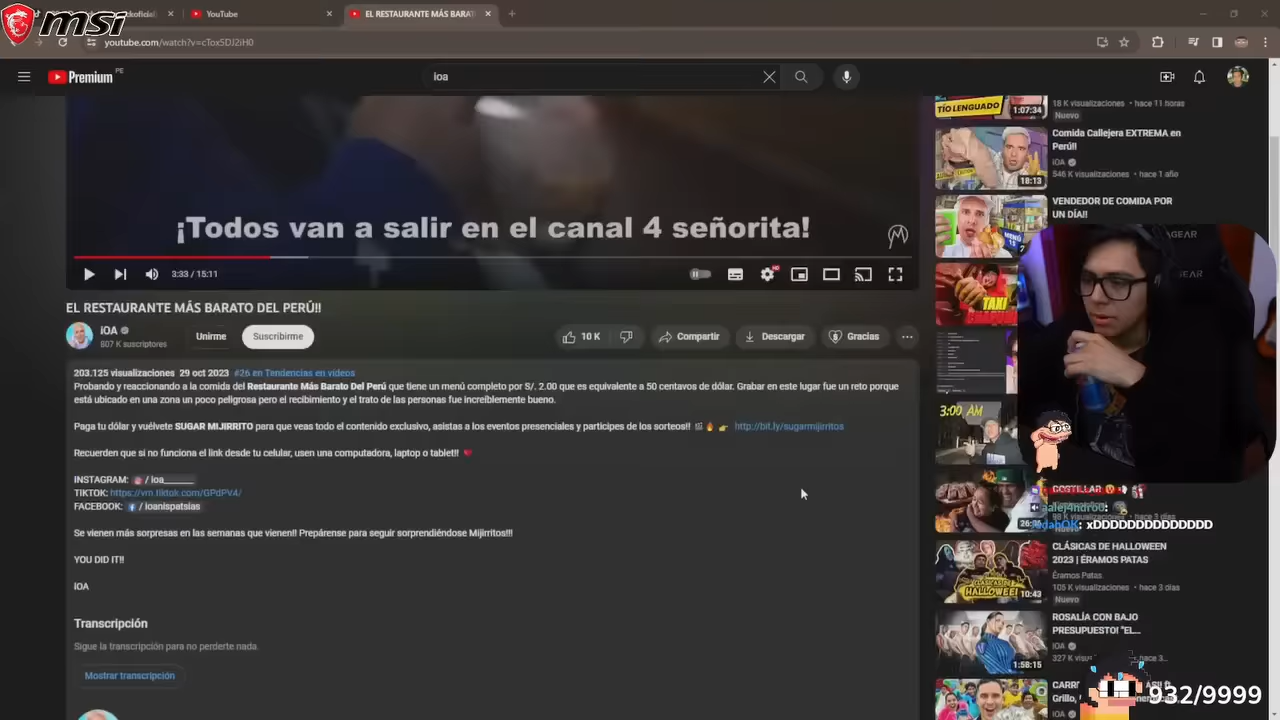 msi
YouTube
EL RESTAURANTE MÁS BARAT
youtube.com/watch?v=cToxSDJ2iH0
Premium PE
ioa
¡Todos van a salir en el canal 4 señorita!
3:33 / 15:11
EL RESTAURANTE MÁS BARATO DEL PERÚ!!
iOA
807 K suscriptores
Unirme
Suscribirme
10 K
Compartir
Descargar
Gracias
203.125 visualizaciones 29 oct 2023 en Tendencias en videos
Probando y reaccionando a la comida del Restaurante Más Barato Del Perú que tiene un menú completo por S/. 2.00 que es equivalente a 50 centavos de dólar. Grabar en este lugar fue un reto porque
está ubicado en una zona un poco peligrosa pero el recibimiento y el trato de las personas fue increíblemente bueno.
Paga tu dólar y vuélvete SUGAR MIJIRRITO para que veas todo el contenido exclusivo, asistas a los eventos presenciales y participes de los sorteos!! http://bit.ly/sugarmijirritos
Recuerden que si no funciona el link desde tu celular, usen una computadora, laptop o tablet!!
INSTAGRAM: / ioa_______
TIKTOK: https://vm.tiktok.com/GPdPV4/
FACEBOOK: / ioanispatsias
Se vienen más sorpresas en las semanas que vienen!! Prepárense para seguir sorprendiéndose Mijirritos!!!
YOU DID IT!!
iOA
Transcripción
Sigue la transcripción para no perderte nada.
Mostrar transcripción
TÍO LENGUADO
1:07:34
18 K visualizaciones • hace 11 horas
Nuevo
Comida Callejera EXTREMA en
Perú!!
iOA
546 K visualizaciones • hace 1 año
18:13
VENDEDOR DE COMIDA POR
UN DÍA!!
MENÚ
TAXI
3:00 AM
COSTILLAR
aalej4ndro0:
xDDDDDDDDDDDDDD
CLÁSICAS DE HALLOWEEN
2023 | ÉRAMOS PATAS
Éramos Patas
105 K visualizaciones • hace 3 días
Nuevo
10:43
ROSALÍA CON BAJO
PRESUPUESTO! "EL...
iOA
327 K
1:58:15
Grillo,
932/9999